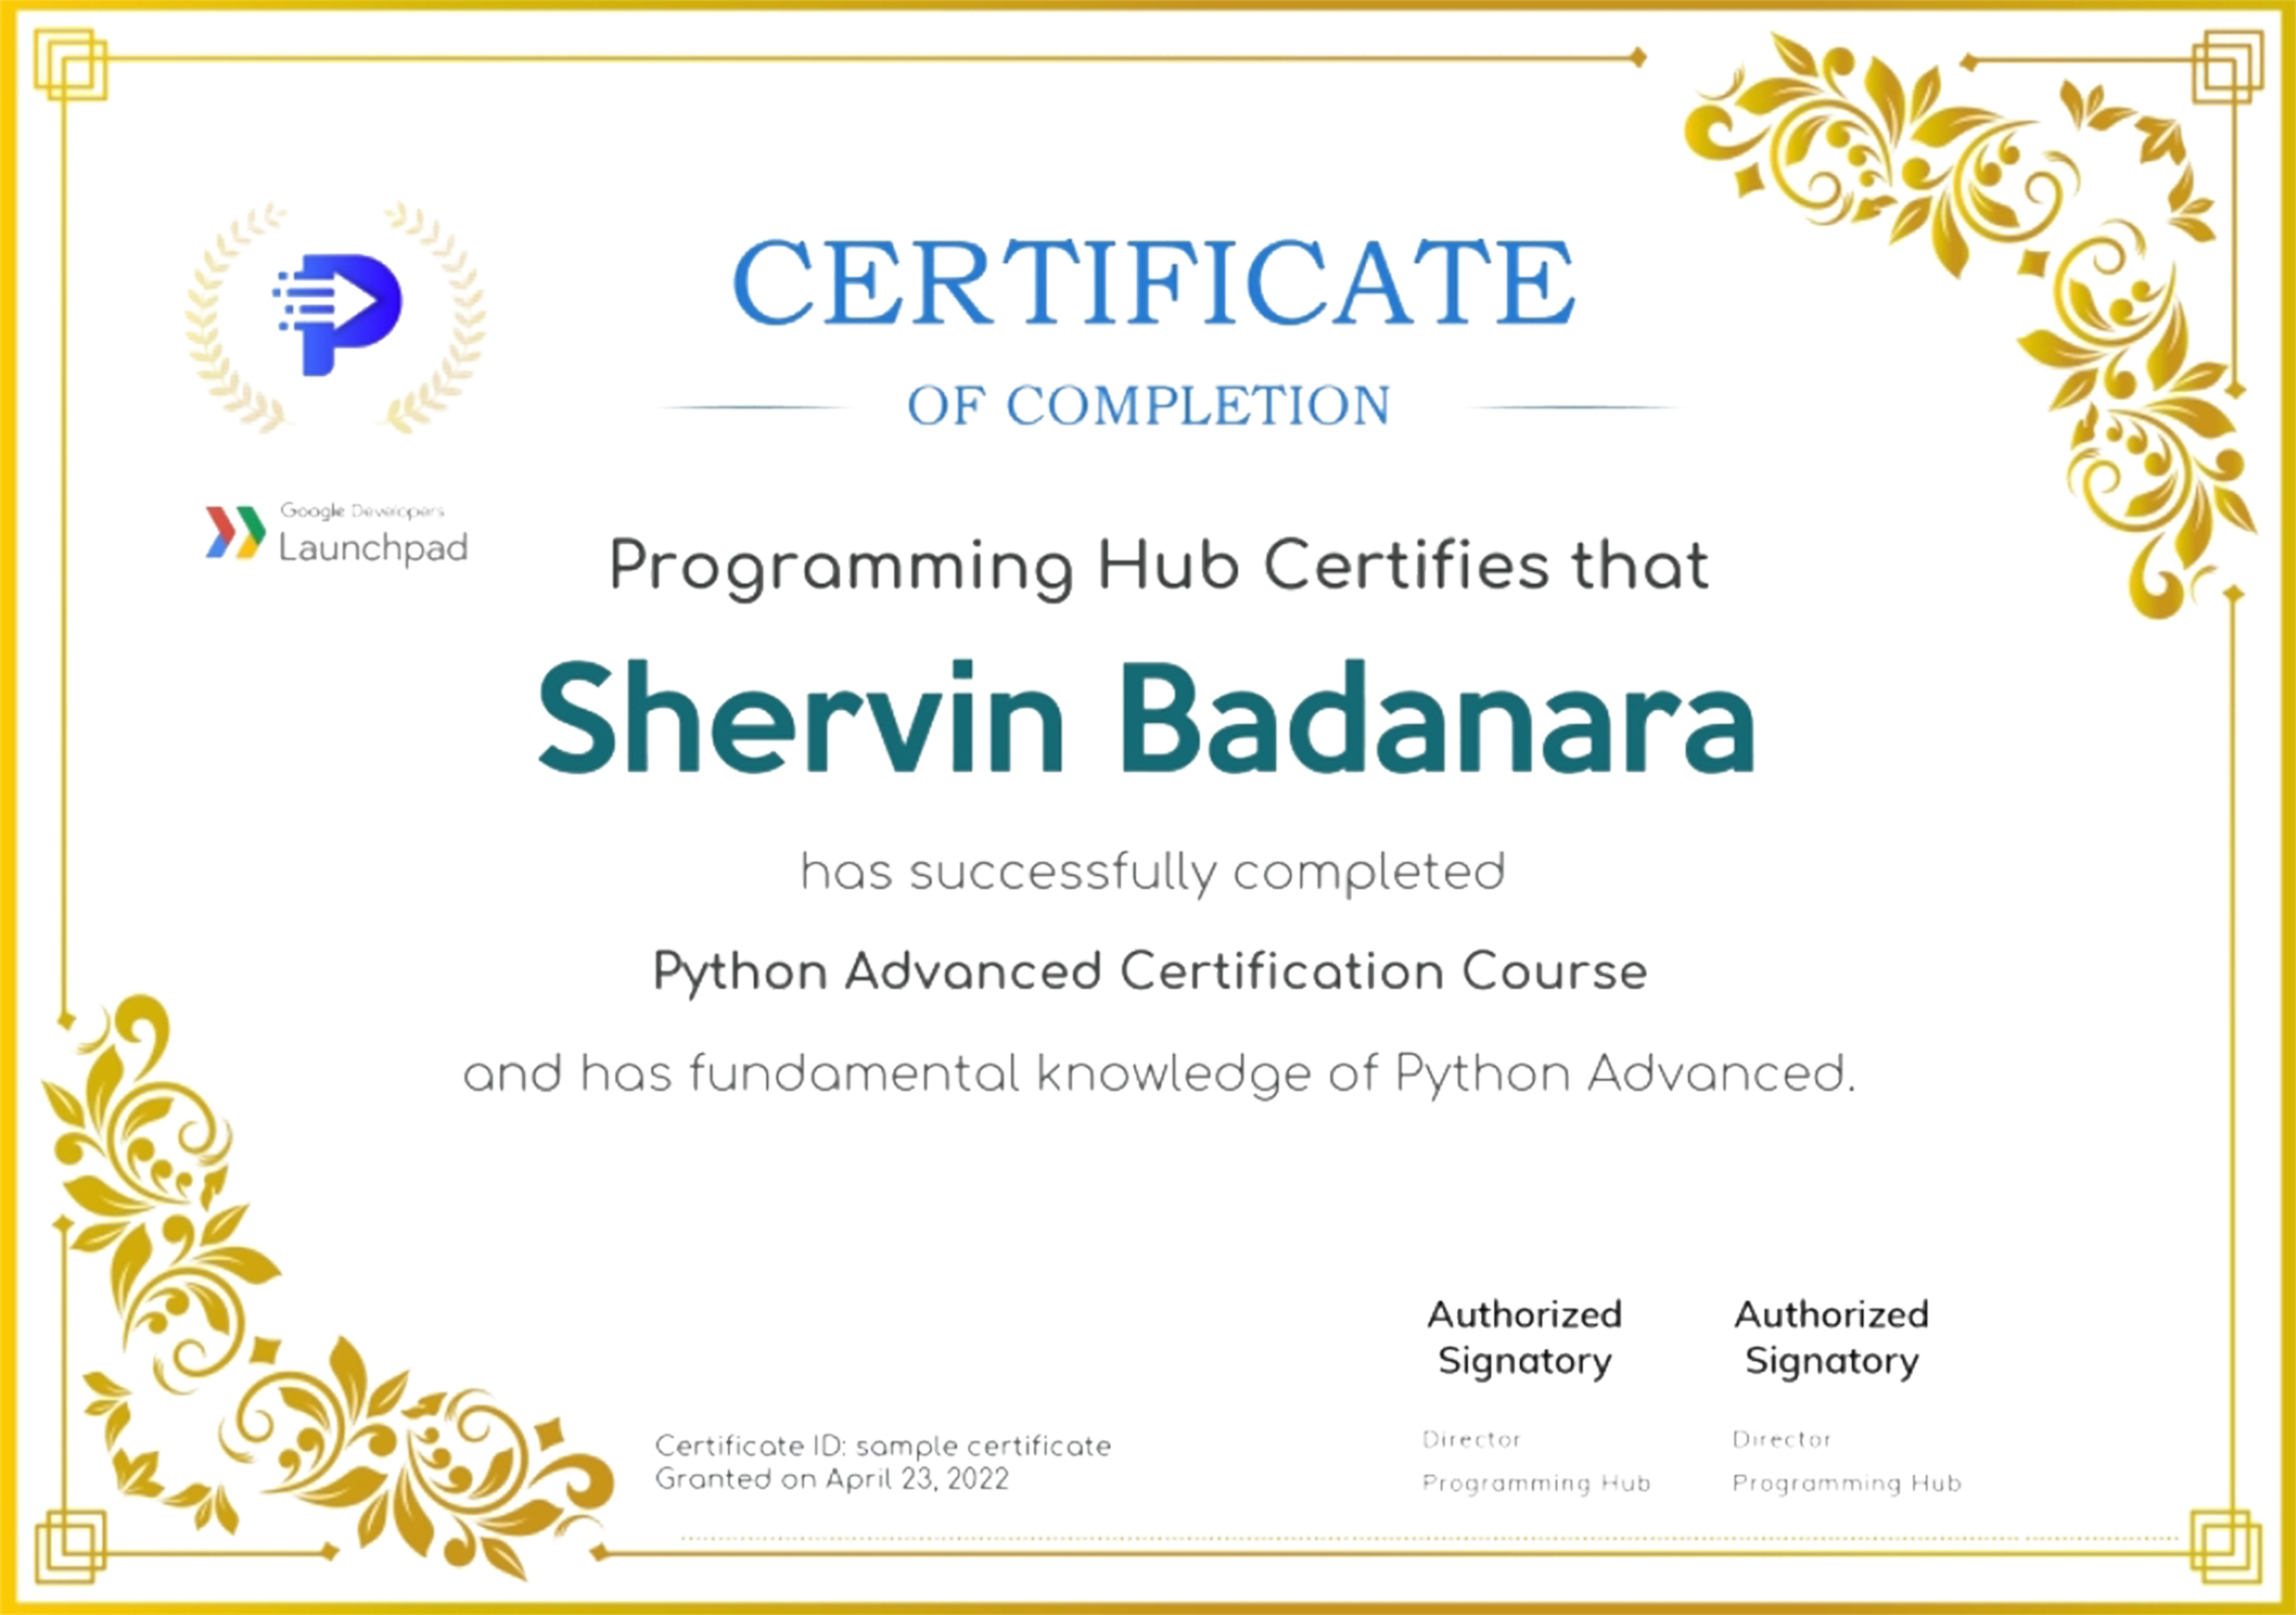 CERTIFICATE
OF COMPLETION
Google Developers
Launchpad
Programming Hub Certifies that
Shervin Badanara
has successfully completed
Python Advanced Certification Course
and has fundamental knowledge of Python Advanced.
Authorized
Signatory
Authorized
Signatory
Director
Programming Hub
Director
Programming Hub
Certificate ID: sample certificate
Granted on April 23, 2022